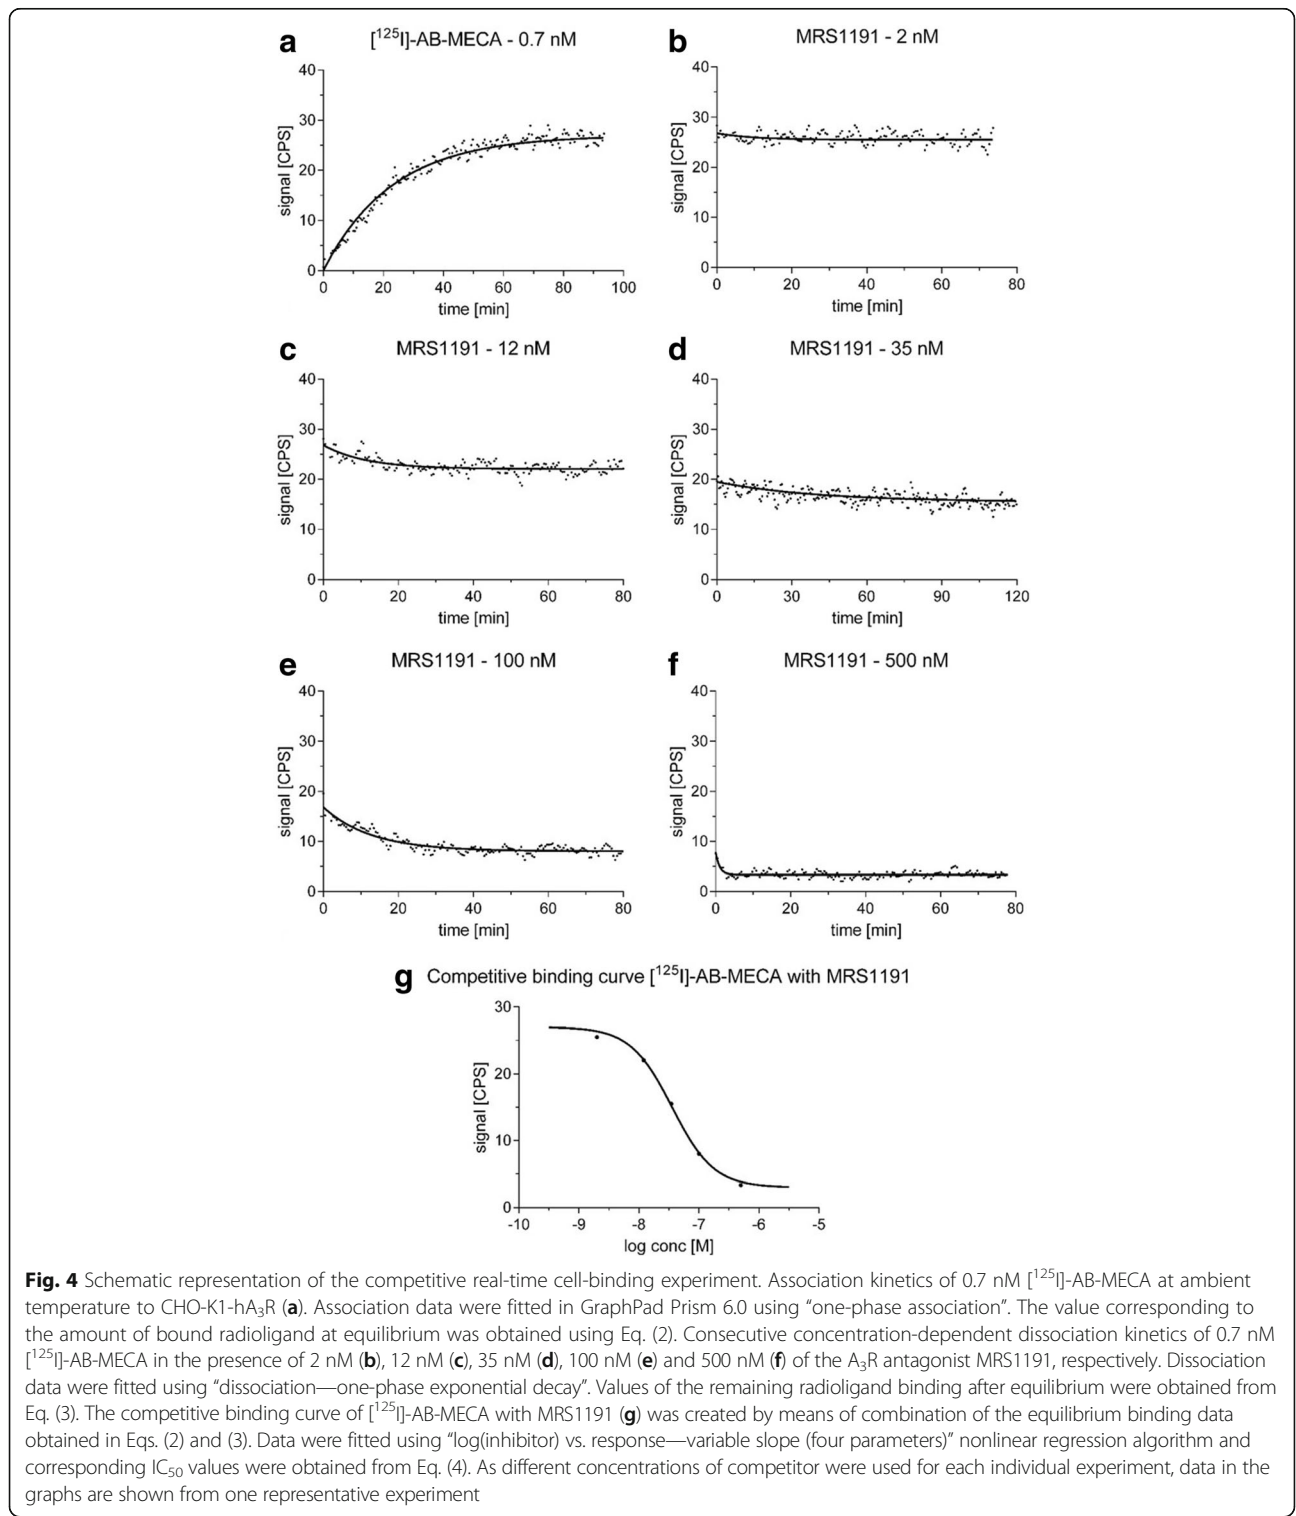 a [¹²⁵I]-AB-MECA - 0.7 nM
40
30
20
10
0
signal [CPS]
0 20 40 60 80 100
time [min]
b MRS1191 - 2 nM
40
30
20
10
0
signal [CPS]
0 20 40 60 80
time [min]
c MRS1191 - 12 nM
40
30
20
10
0
signal [CPS]
0 20 40 60 80
time [min]
d MRS1191 - 35 nM
40
30
20
10
0
signal [CPS]
0 30 60 90 120
time [min]
e MRS1191 - 100 nM
40
30
20
10
0
signal [CPS]
0 20 40 60 80
time [min]
f MRS1191 - 500 nM
40
30
20
10
0
signal [CPS]
0 20 40 60 80
time [min]
g Competitive binding curve [¹²⁵I]-AB-MECA with MRS1191
30
20
10
0
signal [CPS]
-10 -9 -8 -7 -6 -5
log conc [M]
Fig. 4 Schematic representation of the competitive real-time cell-binding experiment. Association kinetics of 0.7 nM [¹²⁵I]-AB-MECA at ambient
temperature to CHO-K1-hA₃R (a). Association data were fitted in GraphPad Prism 6.0 using “one-phase association”. The value corresponding to
the amount of bound radioligand at equilibrium was obtained using Eq. (2). Consecutive concentration-dependent dissociation kinetics of 0.7 nM
[¹²⁵I]-AB-MECA in the presence of 2 nM (b), 12 nM (c), 35 nM (d), 100 nM (e) and 500 nM (f) of the A₃R antagonist MRS1191, respectively. Dissociation
data were fitted using “dissociation—one-phase exponential decay”. Values of the remaining radioligand binding after equilibrium were obtained from
Eq. (3). The competitive binding curve of [¹²⁵I]-AB-MECA with MRS1191 (g) was created by means of combination of the equilibrium binding data
obtained in Eqs. (2) and (3). Data were fitted using “log(inhibitor) vs. response—variable slope (four parameters)” nonlinear regression algorithm and
corresponding IC₅₀ values were obtained from Eq. (4). As different concentrations of competitor were used for each individual experiment, data in the
graphs are shown from one representative experiment